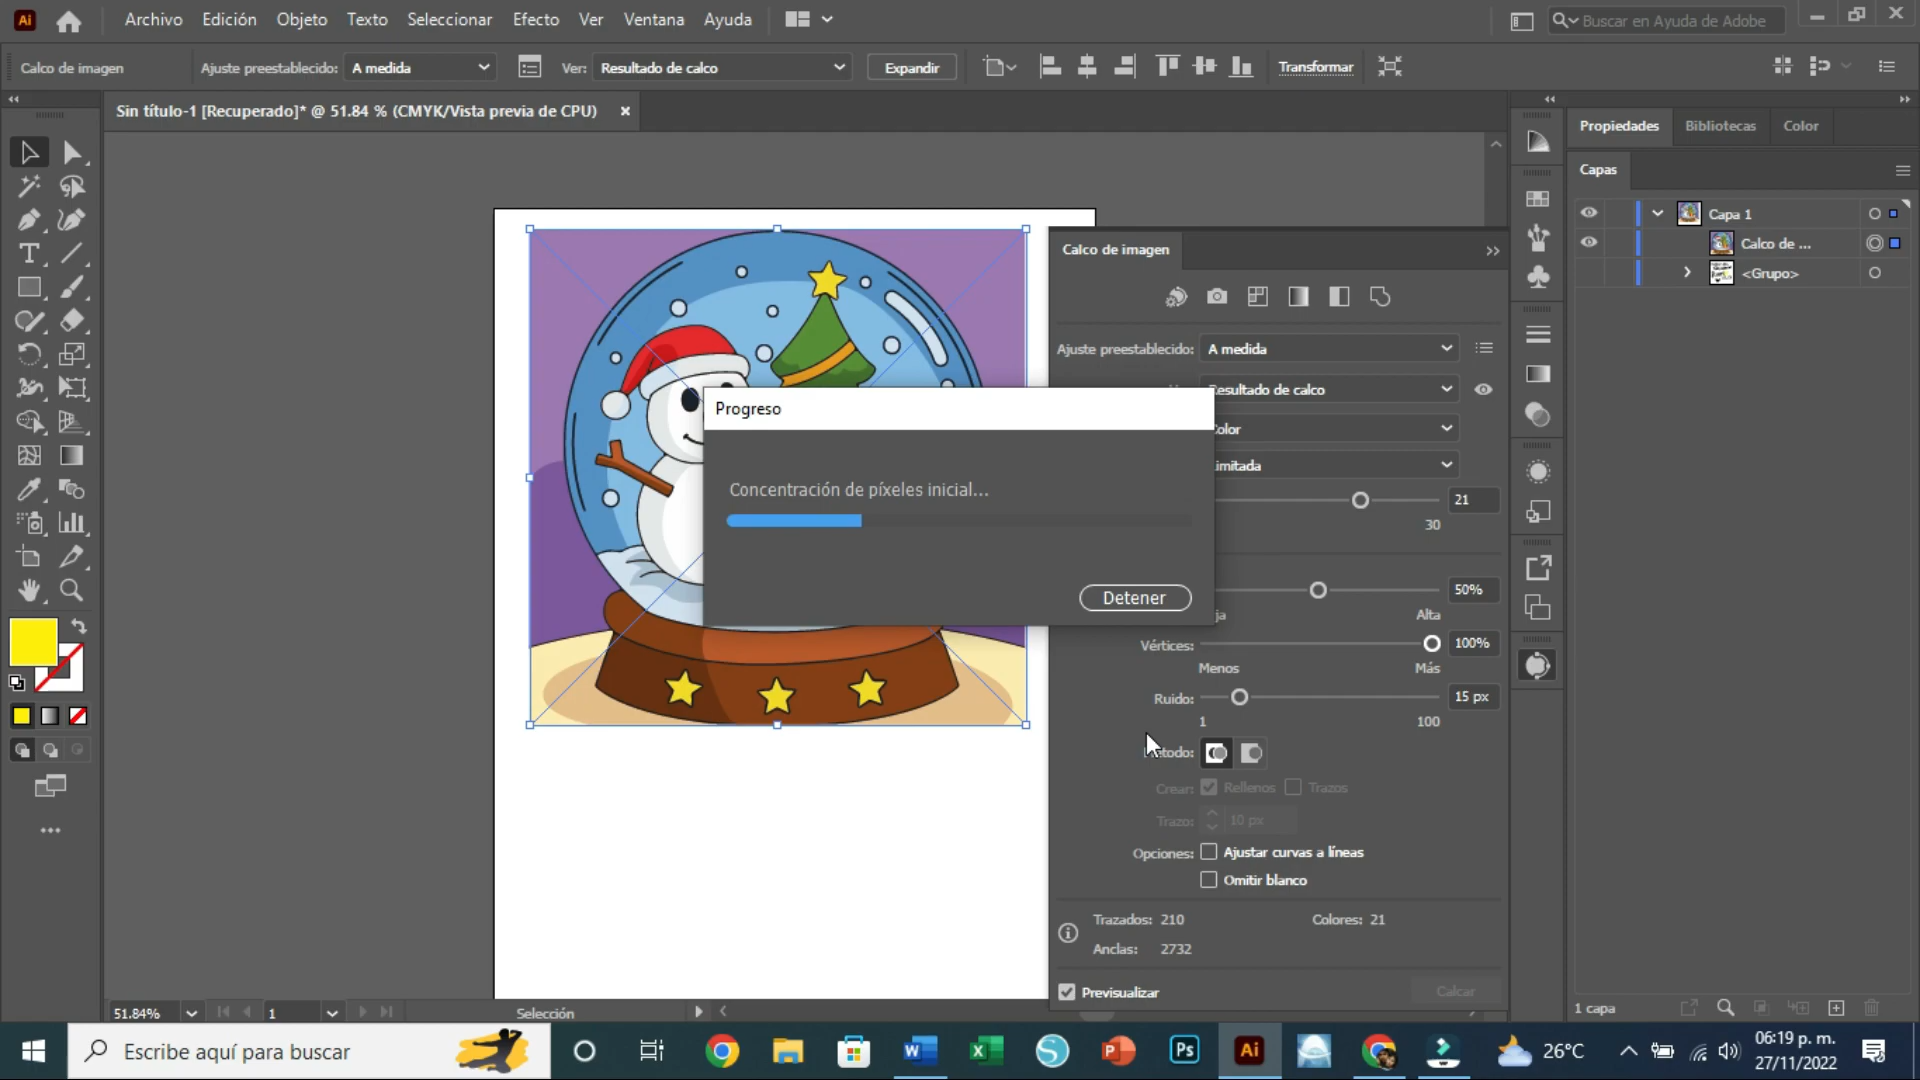 Archivo Edición Objeto Texto Seleccionar Efecto Ver Ventana Ayuda
Buscar en Ayuda de Adobe
Calco de imagen Ajuste preestablecido: A medida Ver: Resultado de calco Expandir Transformar
Sin título-1 [Recuperado]* @ 51.84 % (CMYK/Vista previa de CPU) ×
Propiedades Bibliotecas Color
Capas
Capa 1
Calco de ...
<Grupo>
Calco de imagen
Ajuste preestablecido: A medida
Resultado de calco
Color
Limitada
21
30
Progreso
Concentración de píxeles inicial...
Detener
50%
Alta
Vértices: 100%
Menos Más
Ruido: 15 px
1 100
Crear: Rellenos Trazos
Trazo: 10 px
Opciones: Ajustar curvas a líneas
Omitir blanco
Trazados: 210 Colores: 21
Anclas: 2732
Previsualizar Calcar
51.84% 1 Selección
1 capa
Escribe aquí para buscar
26°C
06:19 p. m.
27/11/2022